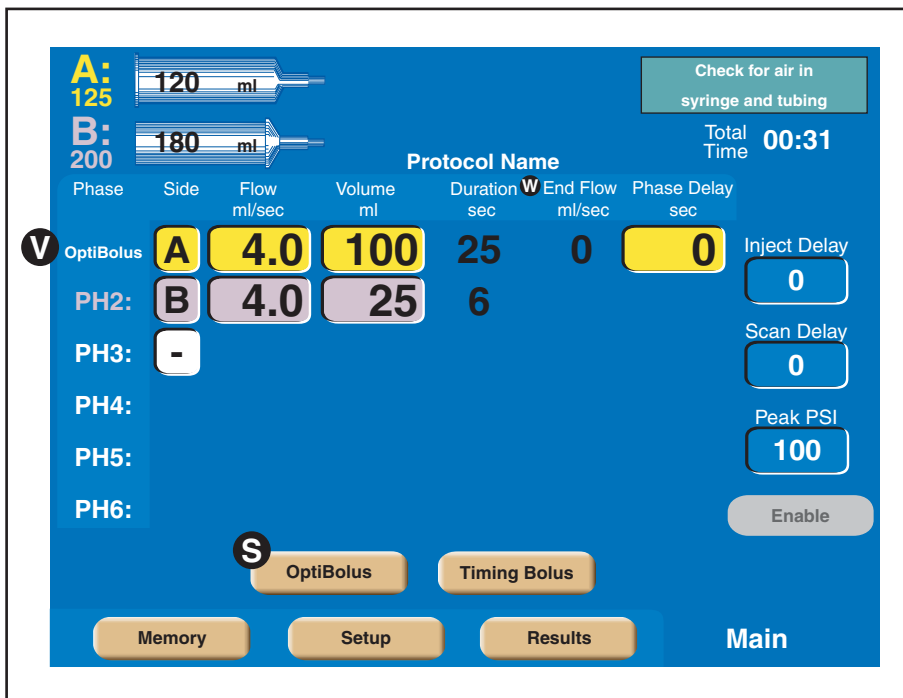 A:
125
120 ml
B:
200
180 ml
Check for air in
syringe and tubing
Total
Time 00:31
Protocol Name
Phase Side Flow Volume Duration W End Flow Phase Delay
ml/sec ml sec ml/sec sec
V OptiBolus A 4.0 100 25 0 0
PH2: B 4.0 25 6
PH3: -
PH4:
PH5:
PH6:
Inject Delay
0
Scan Delay
0
Peak PSI
100
Enable
S OptiBolus Timing Bolus
Memory Setup Results Main